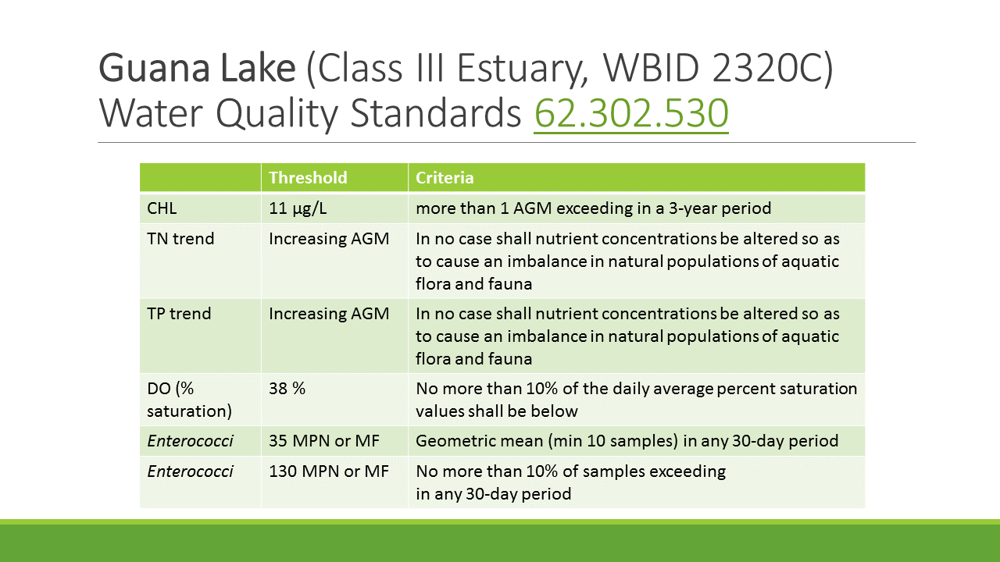 Guana Lake (Class III Estuary, WBID 2320C)
Water Quality Standards 62.302.530
Threshold Criteria
CHL 11 µg/L more than 1 AGM exceeding in a 3-year period
TN trend Increasing AGM In no case shall nutrient concentrations be altered so as
to cause an imbalance in natural populations of aquatic
flora and fauna
TP trend Increasing AGM In no case shall nutrient concentrations be altered so as
to cause an imbalance in natural populations of aquatic
flora and fauna
DO (% 38 % No more than 10% of the daily average percent saturation
saturation) values shall be below
Enterococci 35 MPN or MF Geometric mean (min 10 samples) in any 30-day period
Enterococci 130 MPN or MF No more than 10% of samples exceeding
in any 30-day period